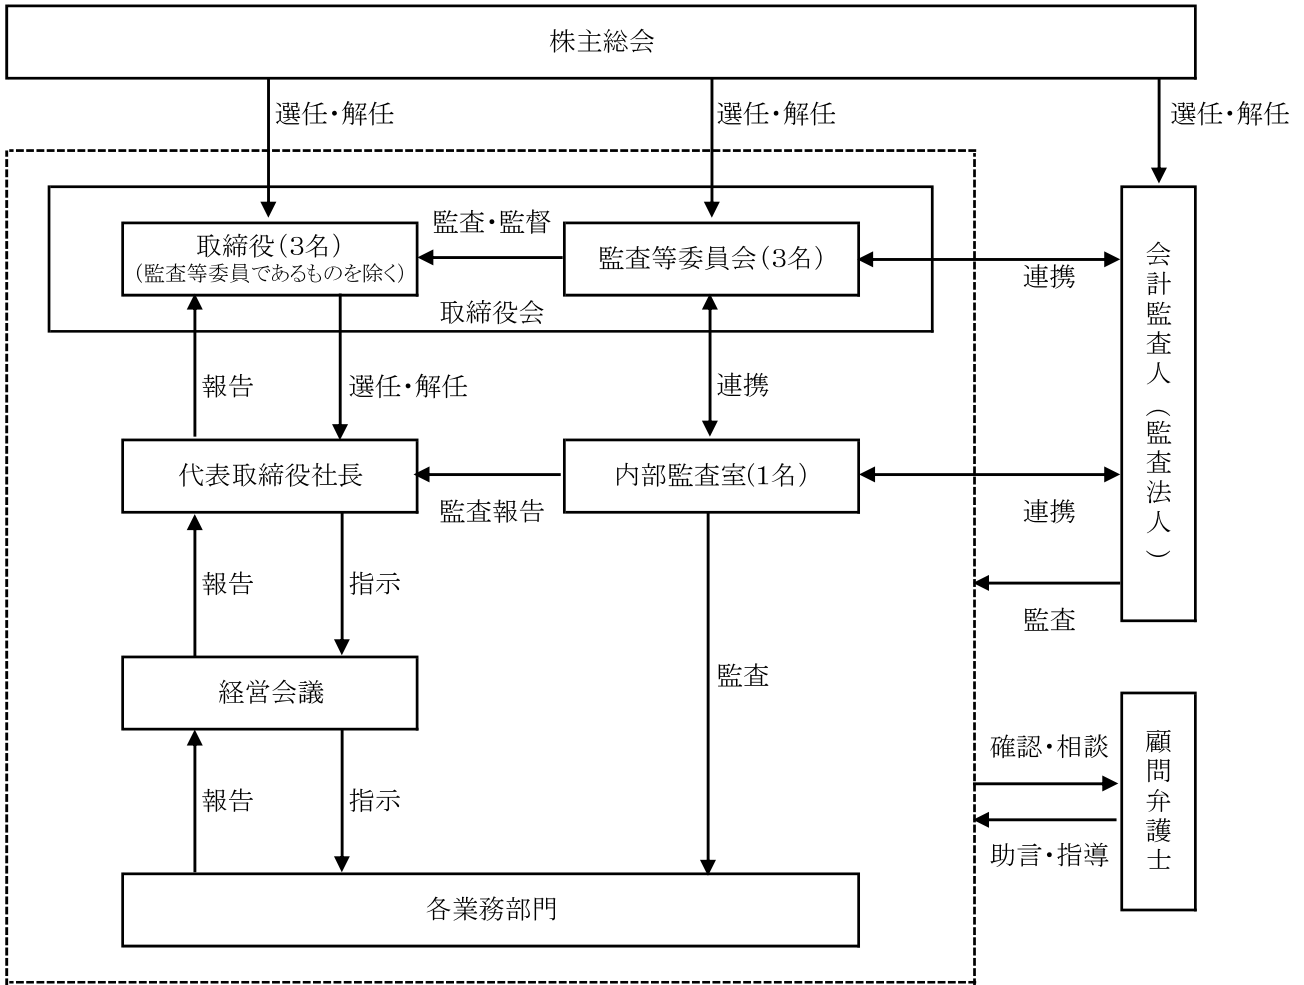 株主総会
選任・解任
選任・解任
選任・解任
取締役(3名)
(監査等委員であるものを除く)
監査・監督
監査等委員会(3名)
取締役会
連携
会計監査人(監査法人)
報告
選任・解任
連携
代表取締役社長
監査報告
内部監査室(1名)
連携
報告
指示
監査
監査
経営会議
確認・相談
顧問弁護士
助言・指導
報告
指示
各業務部門